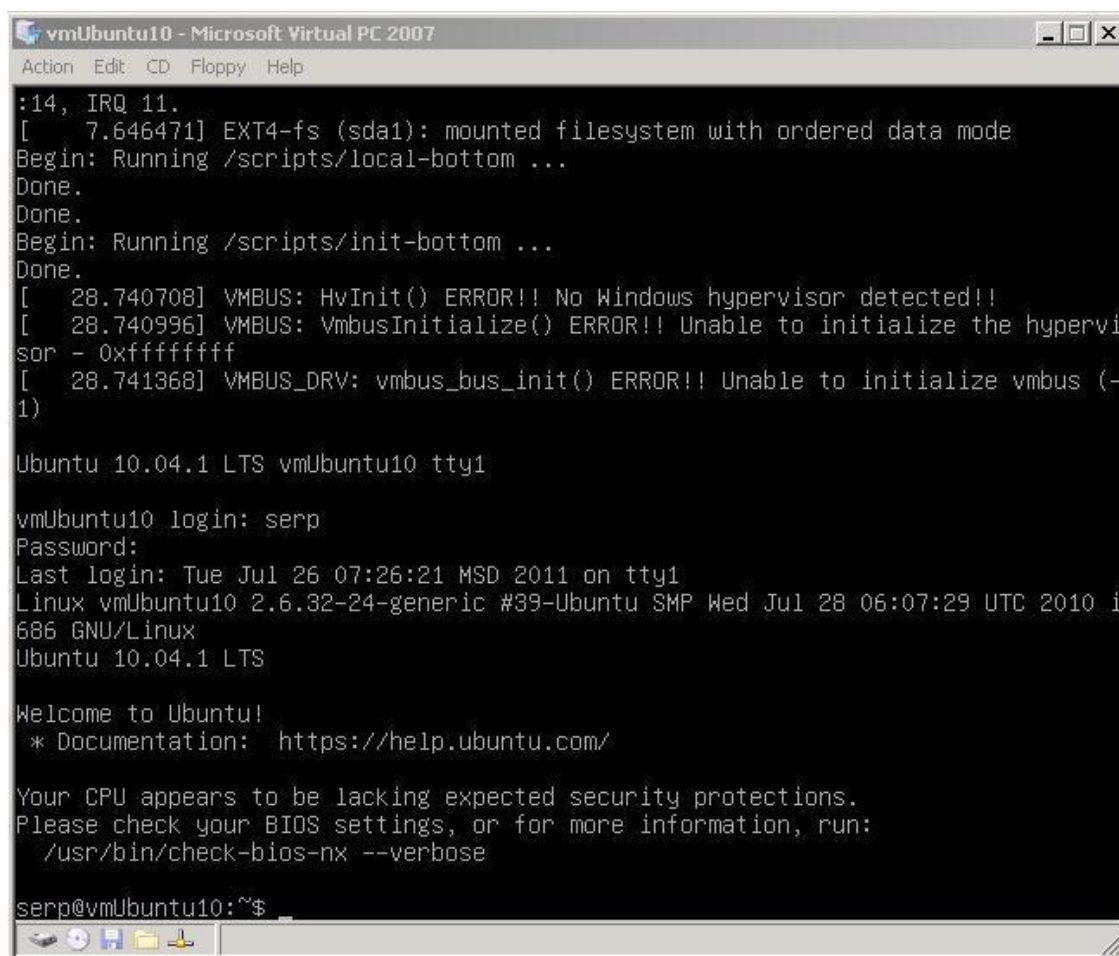 vmUbuntu10 - Microsoft Virtual PC 2007
Action Edit CD Floppy Help
:14, IRQ 11.
[    7.646471] EXT4-fs (sda1): mounted filesystem with ordered data mode
Begin: Running /scripts/local-bottom ...
Done.
Done.
Begin: Running /scripts/init-bottom ...
Done.
[   28.740708] VMBUS: HvInit() ERROR!! No Windows hypervisor detected!!
[   28.740996] VMBUS: VmbusInitialize() ERROR!! Unable to initialize the hypervi
sor - 0xffffffff
[   28.741368] VMBUS_DRV: vmbus_bus_init() ERROR!! Unable to initialize vmbus (-
1)
Ubuntu 10.04.1 LTS vmUbuntu10 tty1
vmUbuntu10 login: serp
Password:
Last login: Tue Jul 26 07:26:21 MSD 2011 on tty1
Linux vmUbuntu10 2.6.32-24-generic #39-Ubuntu SMP Wed Jul 28 06:07:29 UTC 2010 i
686 GNU/Linux
Ubuntu 10.04.1 LTS
Welcome to Ubuntu!
 * Documentation:  https://help.ubuntu.com/
Your CPU appears to be lacking expected security protections.
Please check your BIOS settings, or for more information, run:
  /usr/bin/check-bios-nx --verbose
serp@vmUbuntu10:~$ _